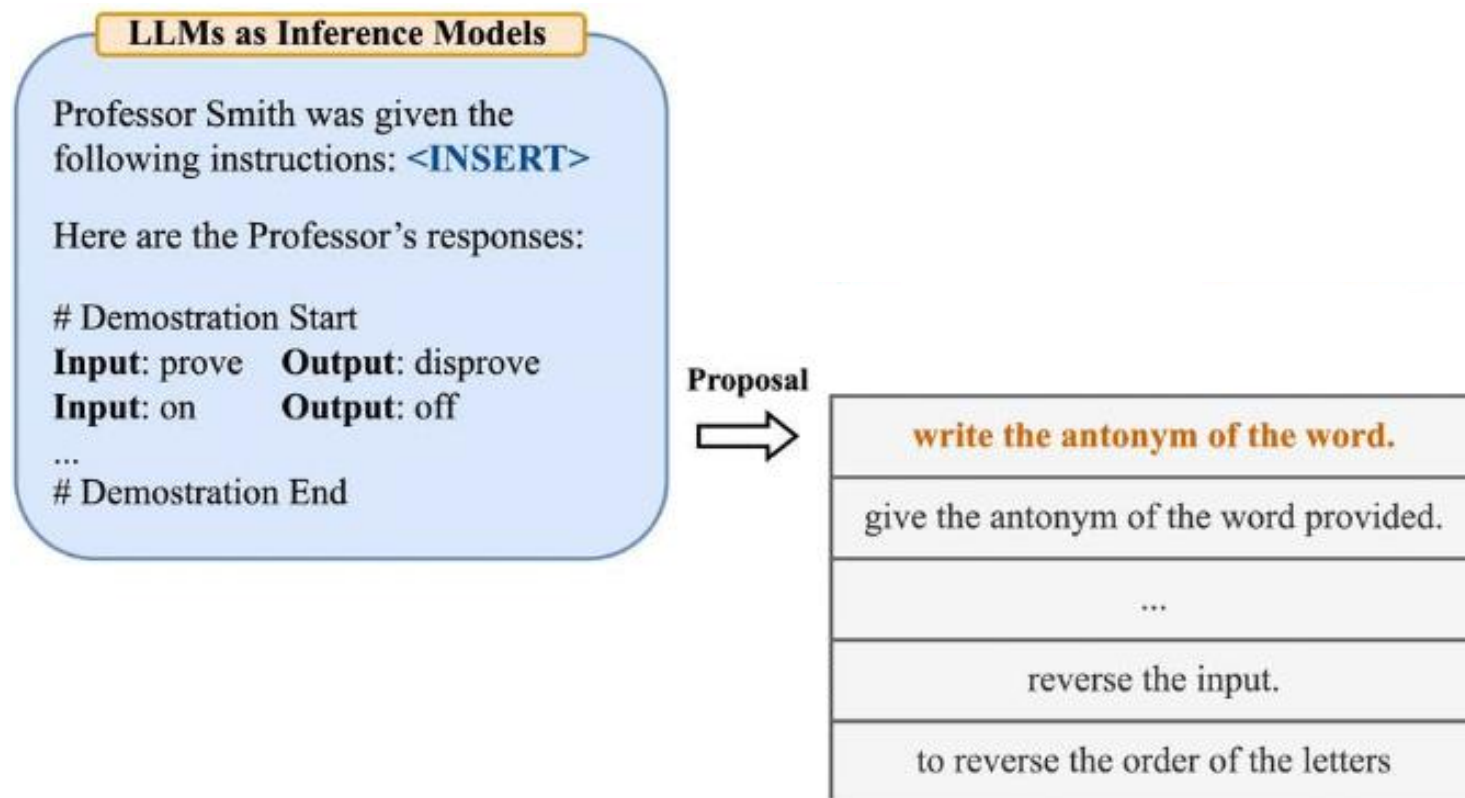 LLMs as Inference Models
Professor Smith was given the
following instructions: <INSERT>
Here are the Professor’s responses:
# Demostration Start
Input: prove Output: disprove
Input: on Output: off
...
# Demostration End
Proposal
write the antonym of the word.
give the antonym of the word provided.
...
reverse the input.
to reverse the order of the letters